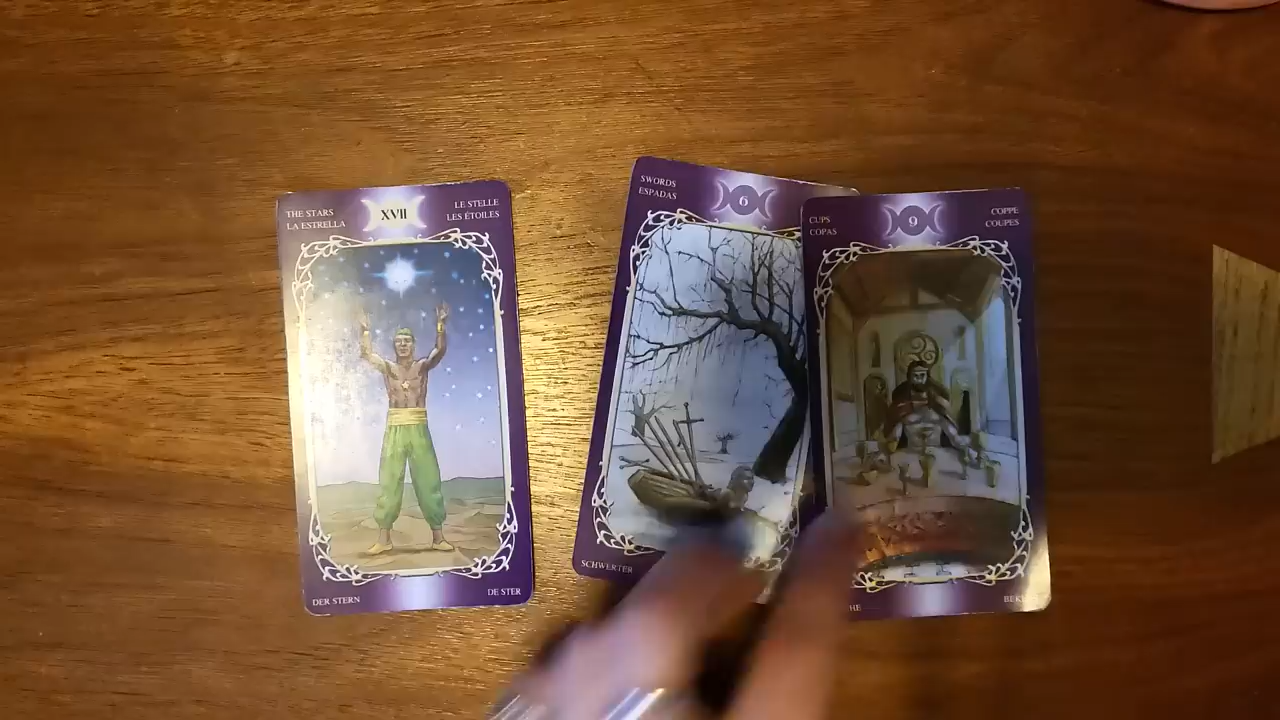 THE STARS
LA ESTRELLA
XVII
LE STELLE
LES ÉTOILES
DER STERN
DE STER
SWORDS
ESPADAS
6
SCHWERTER
CUPS
COPAS
9
COPPE
COUPES